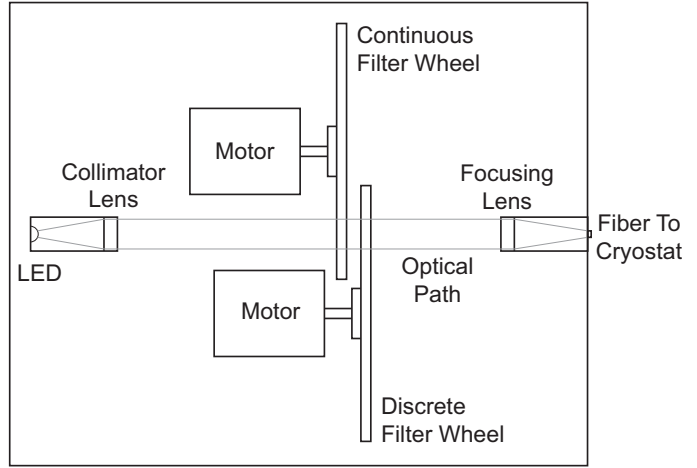 Continuous
Filter Wheel
Motor
Collimator
Lens
Focusing
Lens
Fiber To
Cryostat
LED
Optical
Path
Motor
Discrete
Filter Wheel